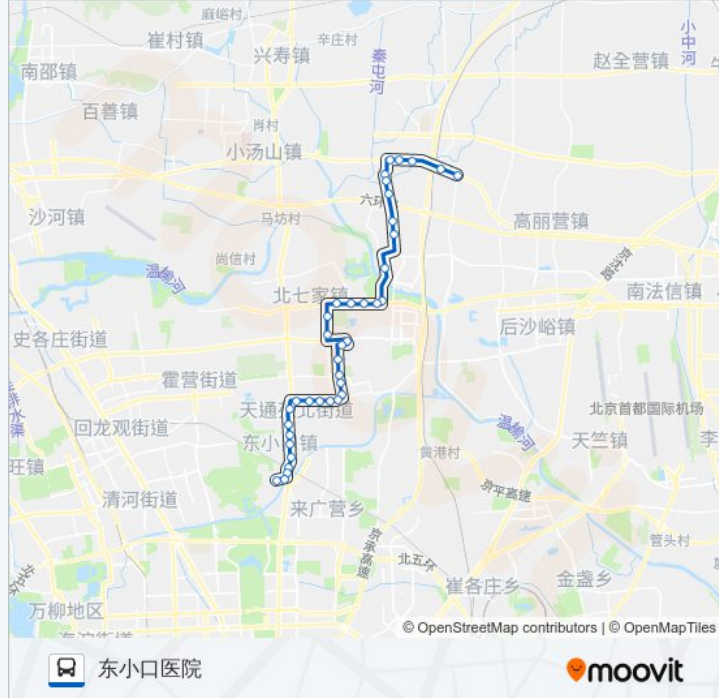 麻峪村
崔村镇
辛庄村
兴寿镇
秦屯河
小中河
赵全营镇
南邵镇
百善镇
肖村
小汤山镇
沙河镇
马坊村
六环
高丽营镇
尚信村
温榆河
京沈路
北七家镇
南法信镇
后沙峪镇
史各庄街道
霍营街道
天通苑北街道
北京首都国际机场
回龙观街道
东小口镇
温榆河
天竺镇
李
旺镇
黄港村
清河街道
京平高速
来广营乡
京承高速
北五环
管头村
崔各庄乡
金盏乡
万柳地区
海淀街道
© OpenStreetMap contributors | © OpenMapTiles
东小口医院
moovit